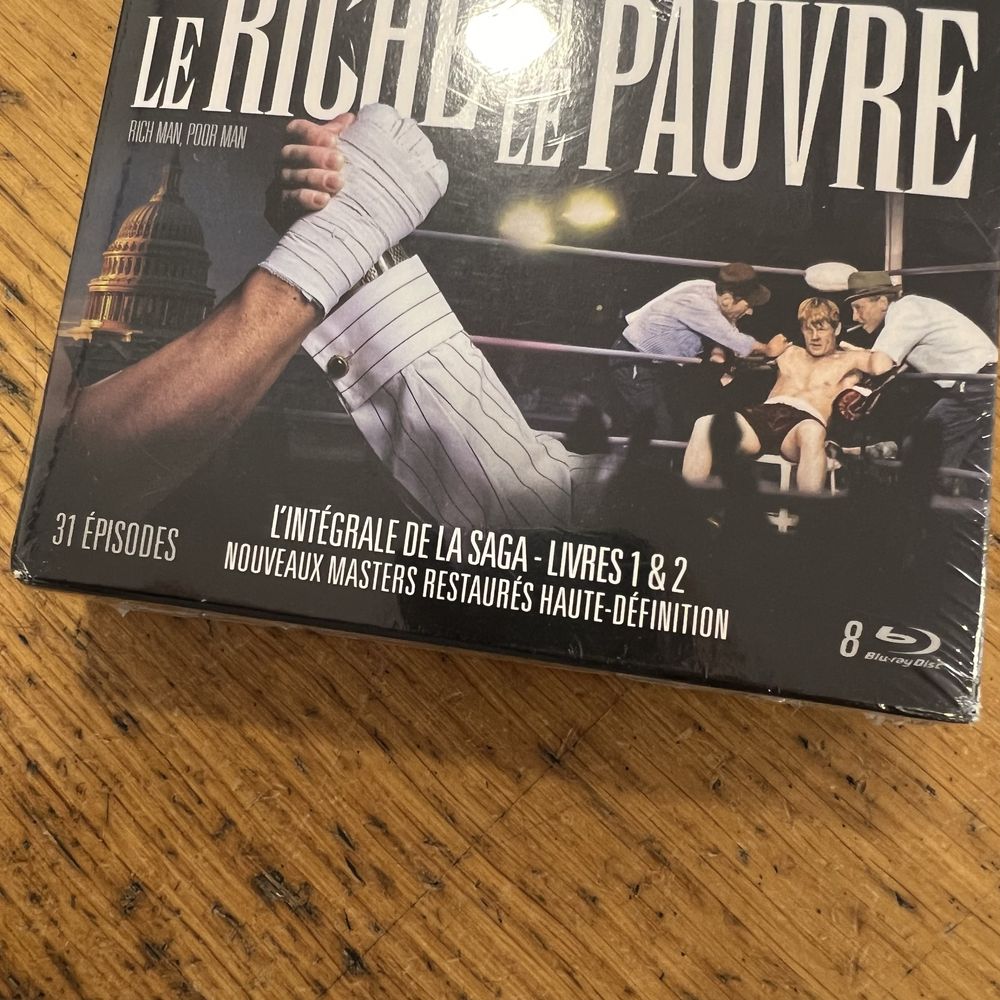 LE RICHE LE PAUVRE
RICH MAN, POOR MAN
31 ÉPISODES
L'INTÉGRALE DE LA SAGA - LIVRES 1 & 2
NOUVEAUX MASTERS RESTAURÉS HAUTE-DÉFINITION
8 Blu-ray Disc